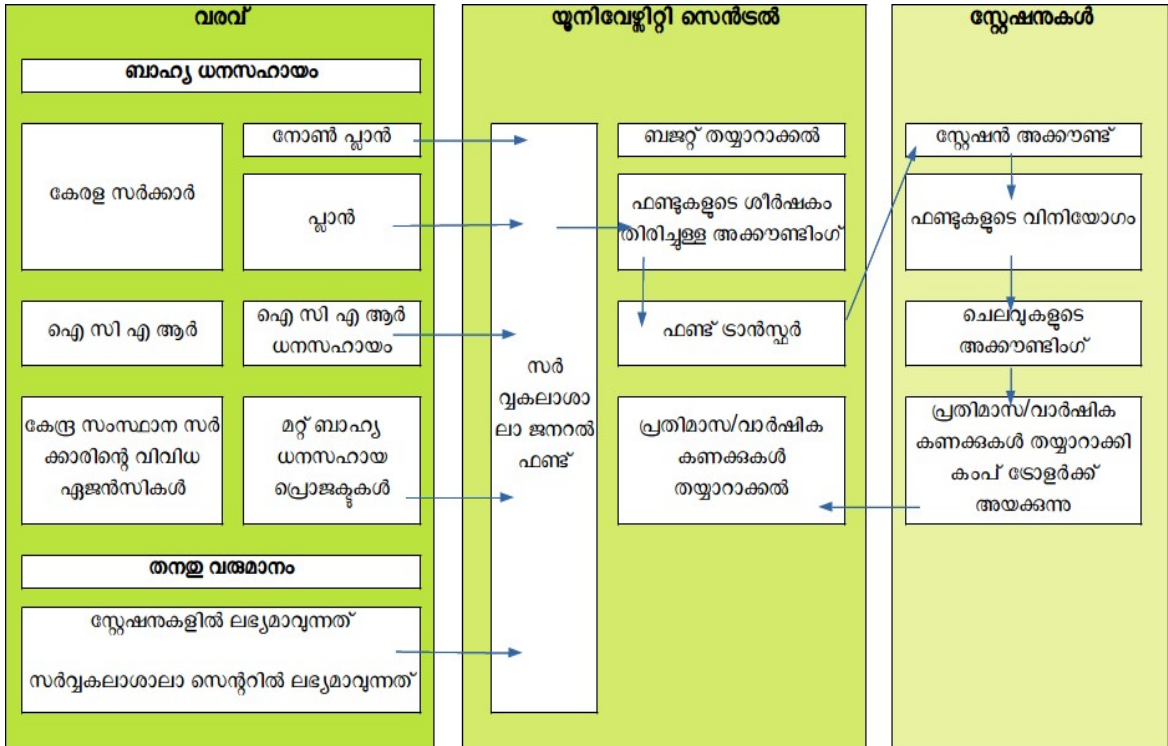 വരവ്
ബാഹ്യ ധനസഹായം
കേരള സർക്കാർ
നോൺ പ്ലാൻ
പ്ലാൻ
ഐ സി എ ആർ
ഐ സി എ ആർ
ധനസഹായം
കേന്ദ്ര സംസ്ഥാന സർ
ക്കാരിന്റെ വിവിധ
ഏജൻസികൾ
മറ്റ് ബാഹ്യ
ധനസഹായ
പ്രൊജക്ടുകൾ
തനതു വരുമാനം
സ്റ്റേഷനുകളിൽ ലഭ്യമാവുന്നത്
സർവ്വകലാശാലാ സെന്ററിൽ ലഭ്യമാവുന്നത്
യൂനിവേഴ്സിറ്റി സെൻട്രൽ
സർ
വ്വകലാശാ
ലാ ജനറൽ
ഫണ്ട്
ബജറ്റ് തയ്യാറാക്കൽ
ഫണ്ടുകളുടെ ശീർഷകം
തിരിച്ചുള്ള അക്കൗണ്ടിംഗ്
ഫണ്ട് ട്രാൻസ്ഫർ
പ്രതിമാസ/വാർഷിക
കണക്കുകൾ
തയ്യാറാക്കൽ
സ്റ്റേഷനുകൾ
സ്റ്റേഷൻ അക്കൗണ്ട്
ഫണ്ടുകളുടെ വിനിയോഗം
ചെലവുകളുടെ
അക്കൗണ്ടിംഗ്
പ്രതിമാസ/വാർഷിക
കണക്കുകൾ തയ്യാറാക്കി
കംപ് ട്രോളർക്ക്
അയക്കുന്നു